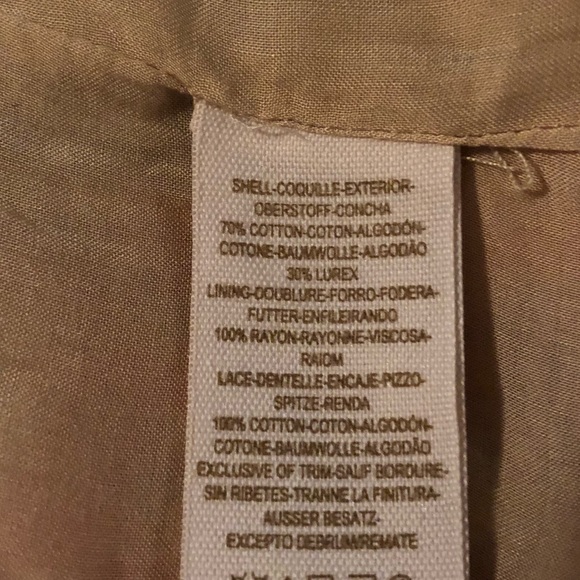 SHELL-COQUILLE-EXTERIOR-
OBERSTOFF-CONCHA
70% COTTON-COTON-ALGODÓN-
COTONE-BAUMWOLLE-ALGODÃO
30% LUREX
LINING-DOUBLURE-FORRO-FODERA-
FUTTER-ENFILEIRANDO
100% RAYON-RAYONNE-VISCOSA-
RAIOM
LACE-DENTELLE-ENCAJE-PIZZO-
SPITZE-RENDA
100% COTTON-COTON-ALGODÓN-
COTONE-BAUMWOLLE-ALGODÃO
EXCLUSIVE OF TRIM-SAUF BORDURE-
SIN RIBETES-TRANNE LA FINITURA-
AUSSER BESATZ-
EXCEPTO DEBRUM/REMATE